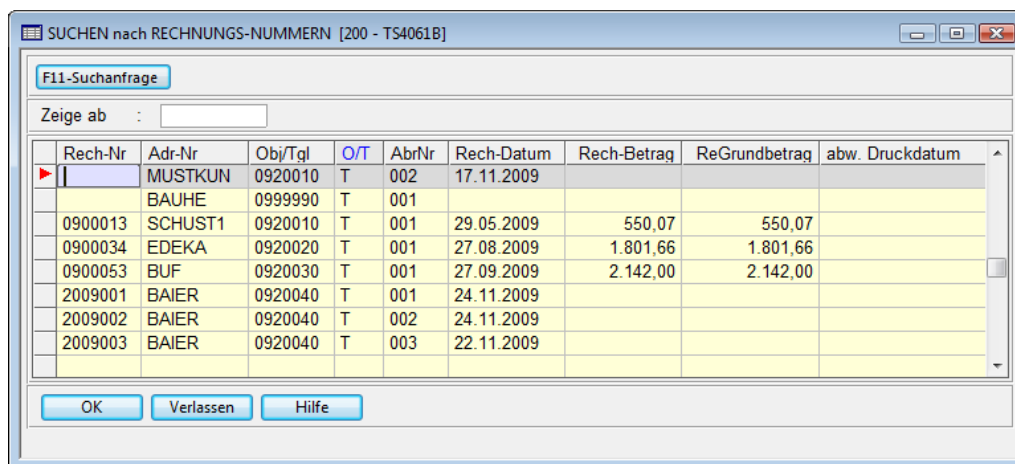 SUCHEN nach RECHNUNGS-NUMMERN [200 - TS4061B]
F11-Suchanfrage
Zeige ab :
Rech-Nr Adr-Nr Obj/Tgl O/T AbrNr Rech-Datum Rech-Betrag ReGrundbetrag abw. Druckdatum
MUSTKUN 0920010 T 002 17.11.2009
BAUHE 0999990 T 001
0900013 SCHUST1 0920010 T 001 29.05.2009 550,07 550,07
0900034 EDEKA 0920020 T 001 27.08.2009 1.801,66 1.801,66
0900053 BUF 0920030 T 001 27.09.2009 2.142,00 2.142,00
2009001 BAIER 0920040 T 001 24.11.2009
2009002 BAIER 0920040 T 002 24.11.2009
2009003 BAIER 0920040 T 003 22.11.2009
OK Verlassen Hilfe